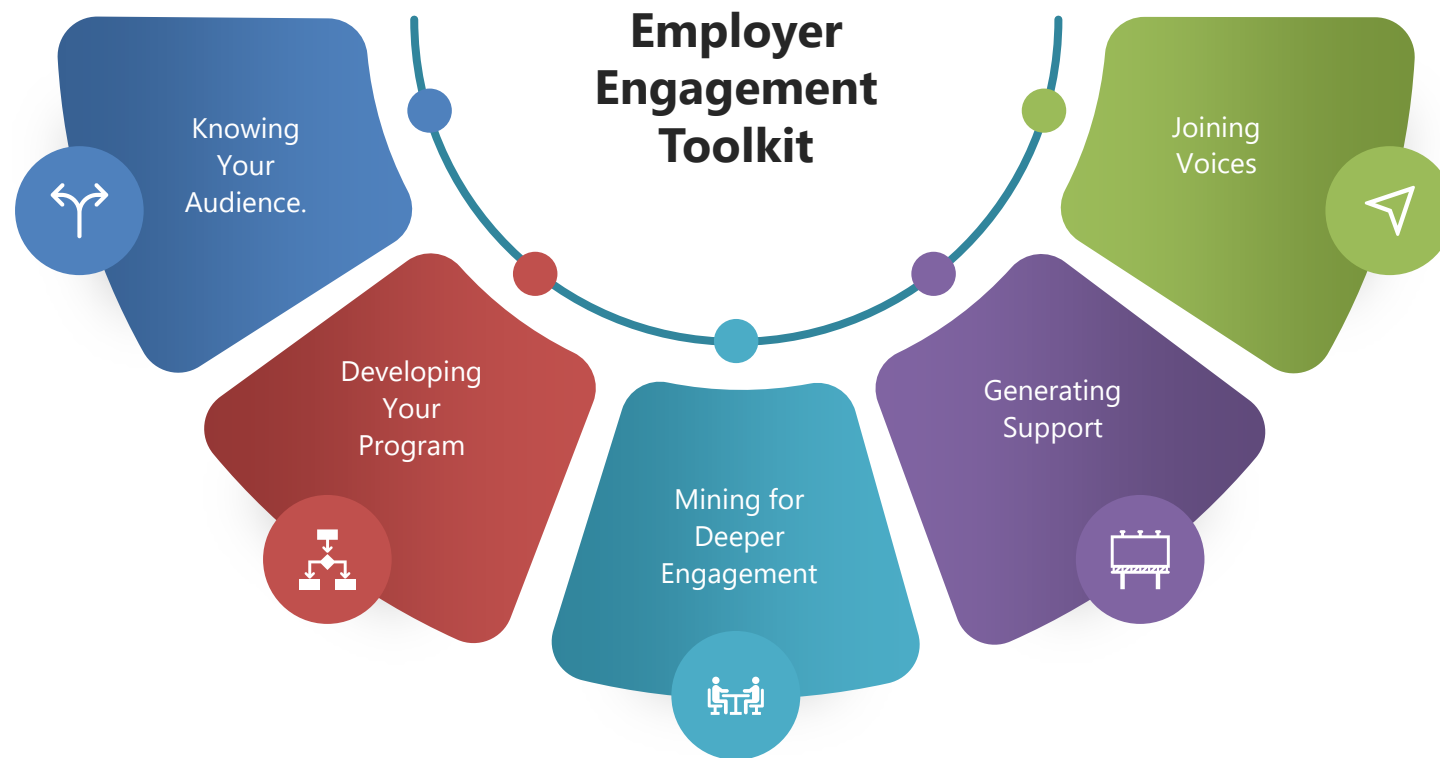 Employer
Engagement
Toolkit
Knowing
Your
Audience.
Developing
Your
Program
Mining for
Deeper
Engagement
Generating
Support
Joining
Voices